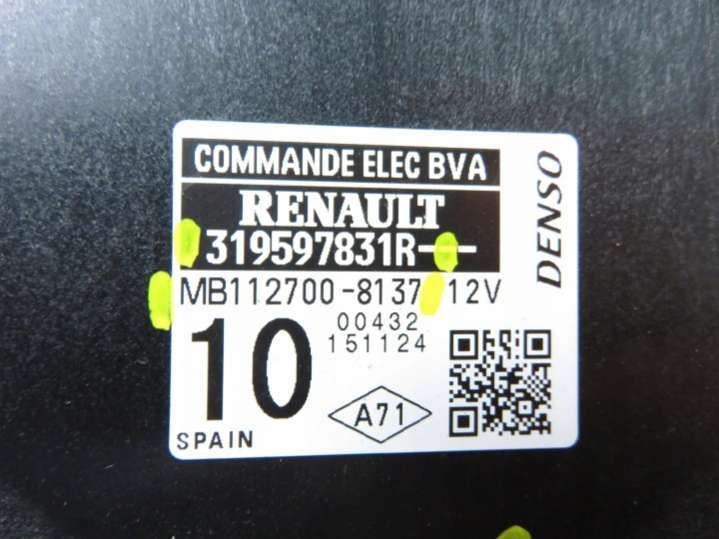 COMMANDE ELEC BVA
RENAULT
319597831R--
MB112700-8137 12V
10
00432
151124
A71
SPAIN
DENSO